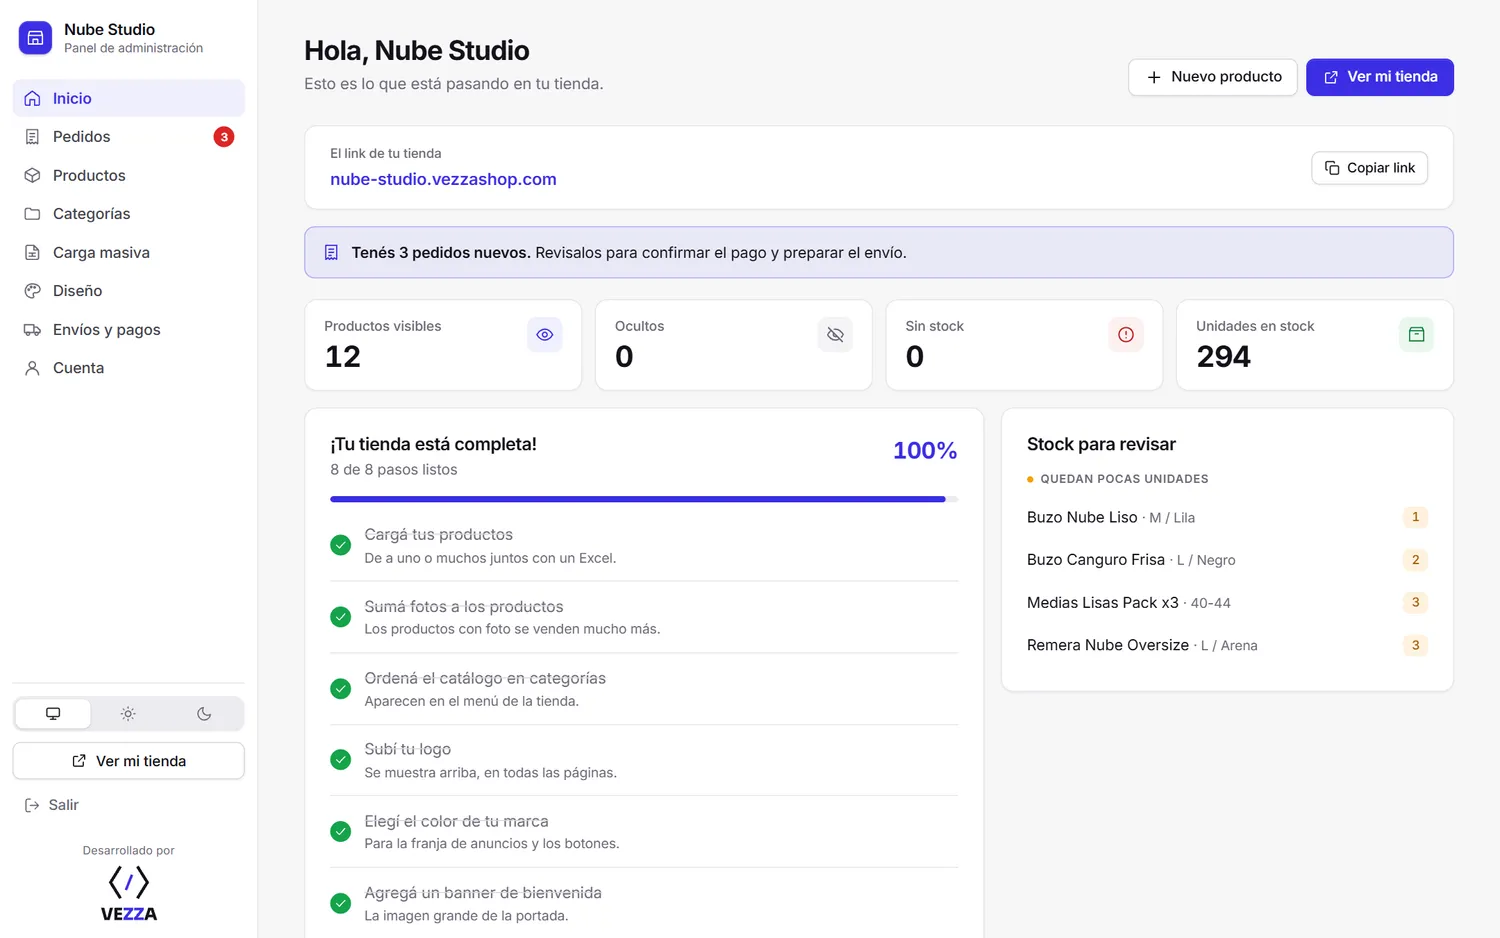 Nube Studio
Panel de administración
Inicio
Pedidos 3
Productos
Categorías
Carga masiva
Diseño
Envíos y pagos
Cuenta
Ver mi tienda
Salir
Desarrollado por
VEZZA
Hola, Nube Studio
Esto es lo que está pasando en tu tienda.
Nuevo producto
Ver mi tienda
El link de tu tienda
nube-studio.vezzashop.com
Copiar link
Tenés 3 pedidos nuevos. Revisalos para confirmar el pago y preparar el envío.
Productos visibles
12
Ocultos
0
Sin stock
0
Unidades en stock
294
¡Tu tienda está completa!
8 de 8 pasos listos
100%
Cargá tus productos
De a uno o muchos juntos con un Excel.
Sumá fotos a los productos
Los productos con foto se venden mucho más.
Ordená el catálogo en categorías
Aparecen en el menú de la tienda.
Subí tu logo
Se muestra arriba, en todas las páginas.
Elegí el color de tu marca
Para la franja de anuncios y los botones.
Agregá un banner de bienvenida
La imagen grande de la portada.
Stock para revisar
QUEDAN POCAS UNIDADES
Buzo Nube Liso · M / Lila 1
Buzo Canguro Frisa · L / Negro 2
Medias Lisas Pack x3 · 40-44 3
Remera Nube Oversize · L / Arena 3